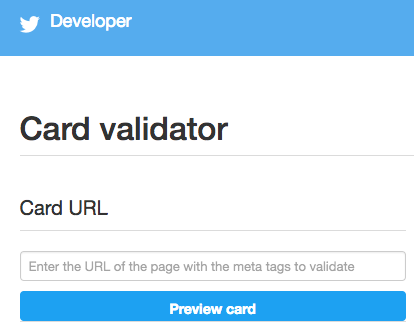 Developer
Card validator
Card URL
Enter the URL of the page with the meta tags to validate
Preview card